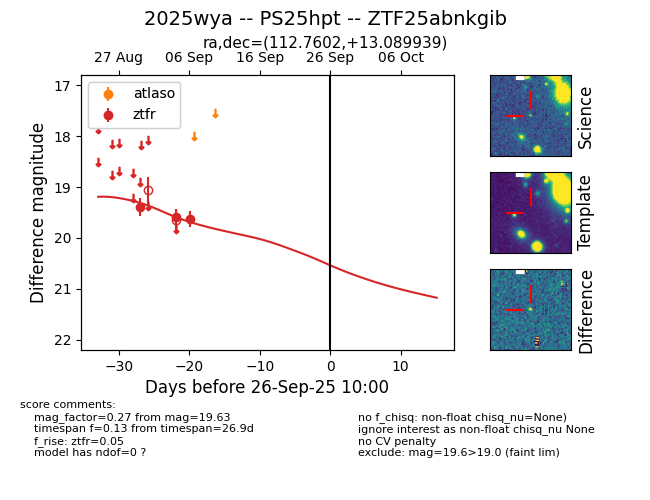 2025wya -- PS25hpt -- ZTF25abnkgib
ra,dec=(112.7602,+13.089939)
27 Aug 06 Sep 16 Sep 26 Sep 06 Oct
atlaso
ztfr
17
18
19
20
21
22
Difference magnitude
−30 −20 −10 0 10
Days before 26-Sep-25 10:00
Science
Template
Difference
score comments:
mag_factor=0.27 from mag=19.63
timespan f=0.13 from timespan=26.9d
f_rise: ztfr=0.05
model has ndof=0 ?
no f_chisq: non-float chisq_nu=None)
ignore interest as non-float chisq_nu None
no CV penalty
exclude: mag=19.6>19.0 (faint lim)